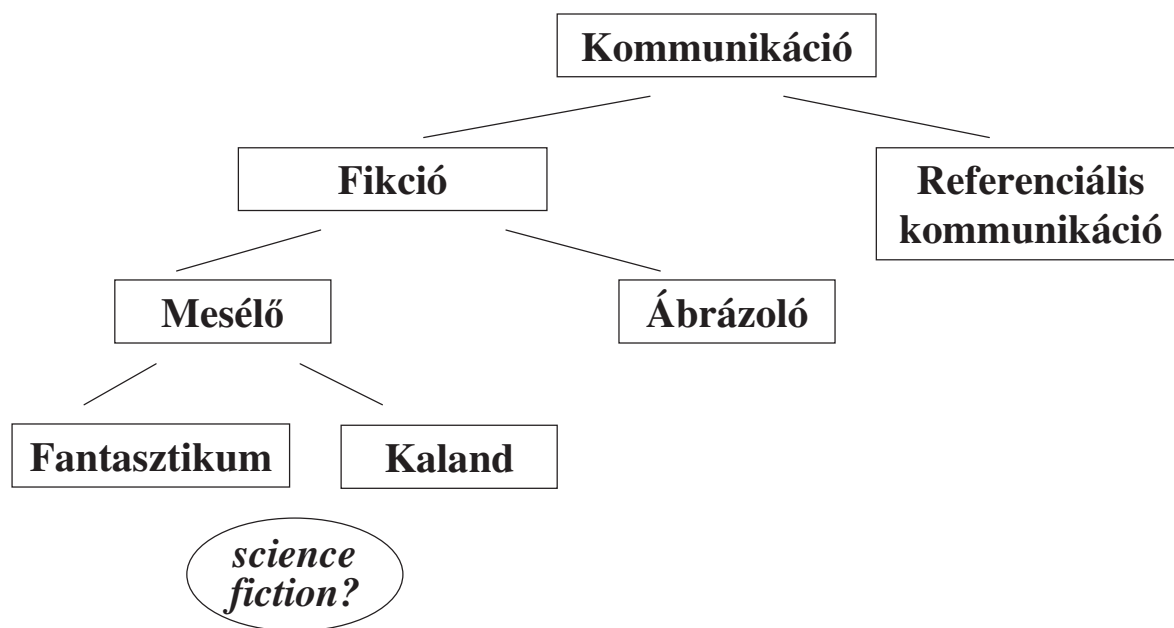 Kommunikáció
Fikció
Referenciális
kommunikáció
Mesélő
Ábrázoló
Fantasztikum
Kaland
science
fiction?